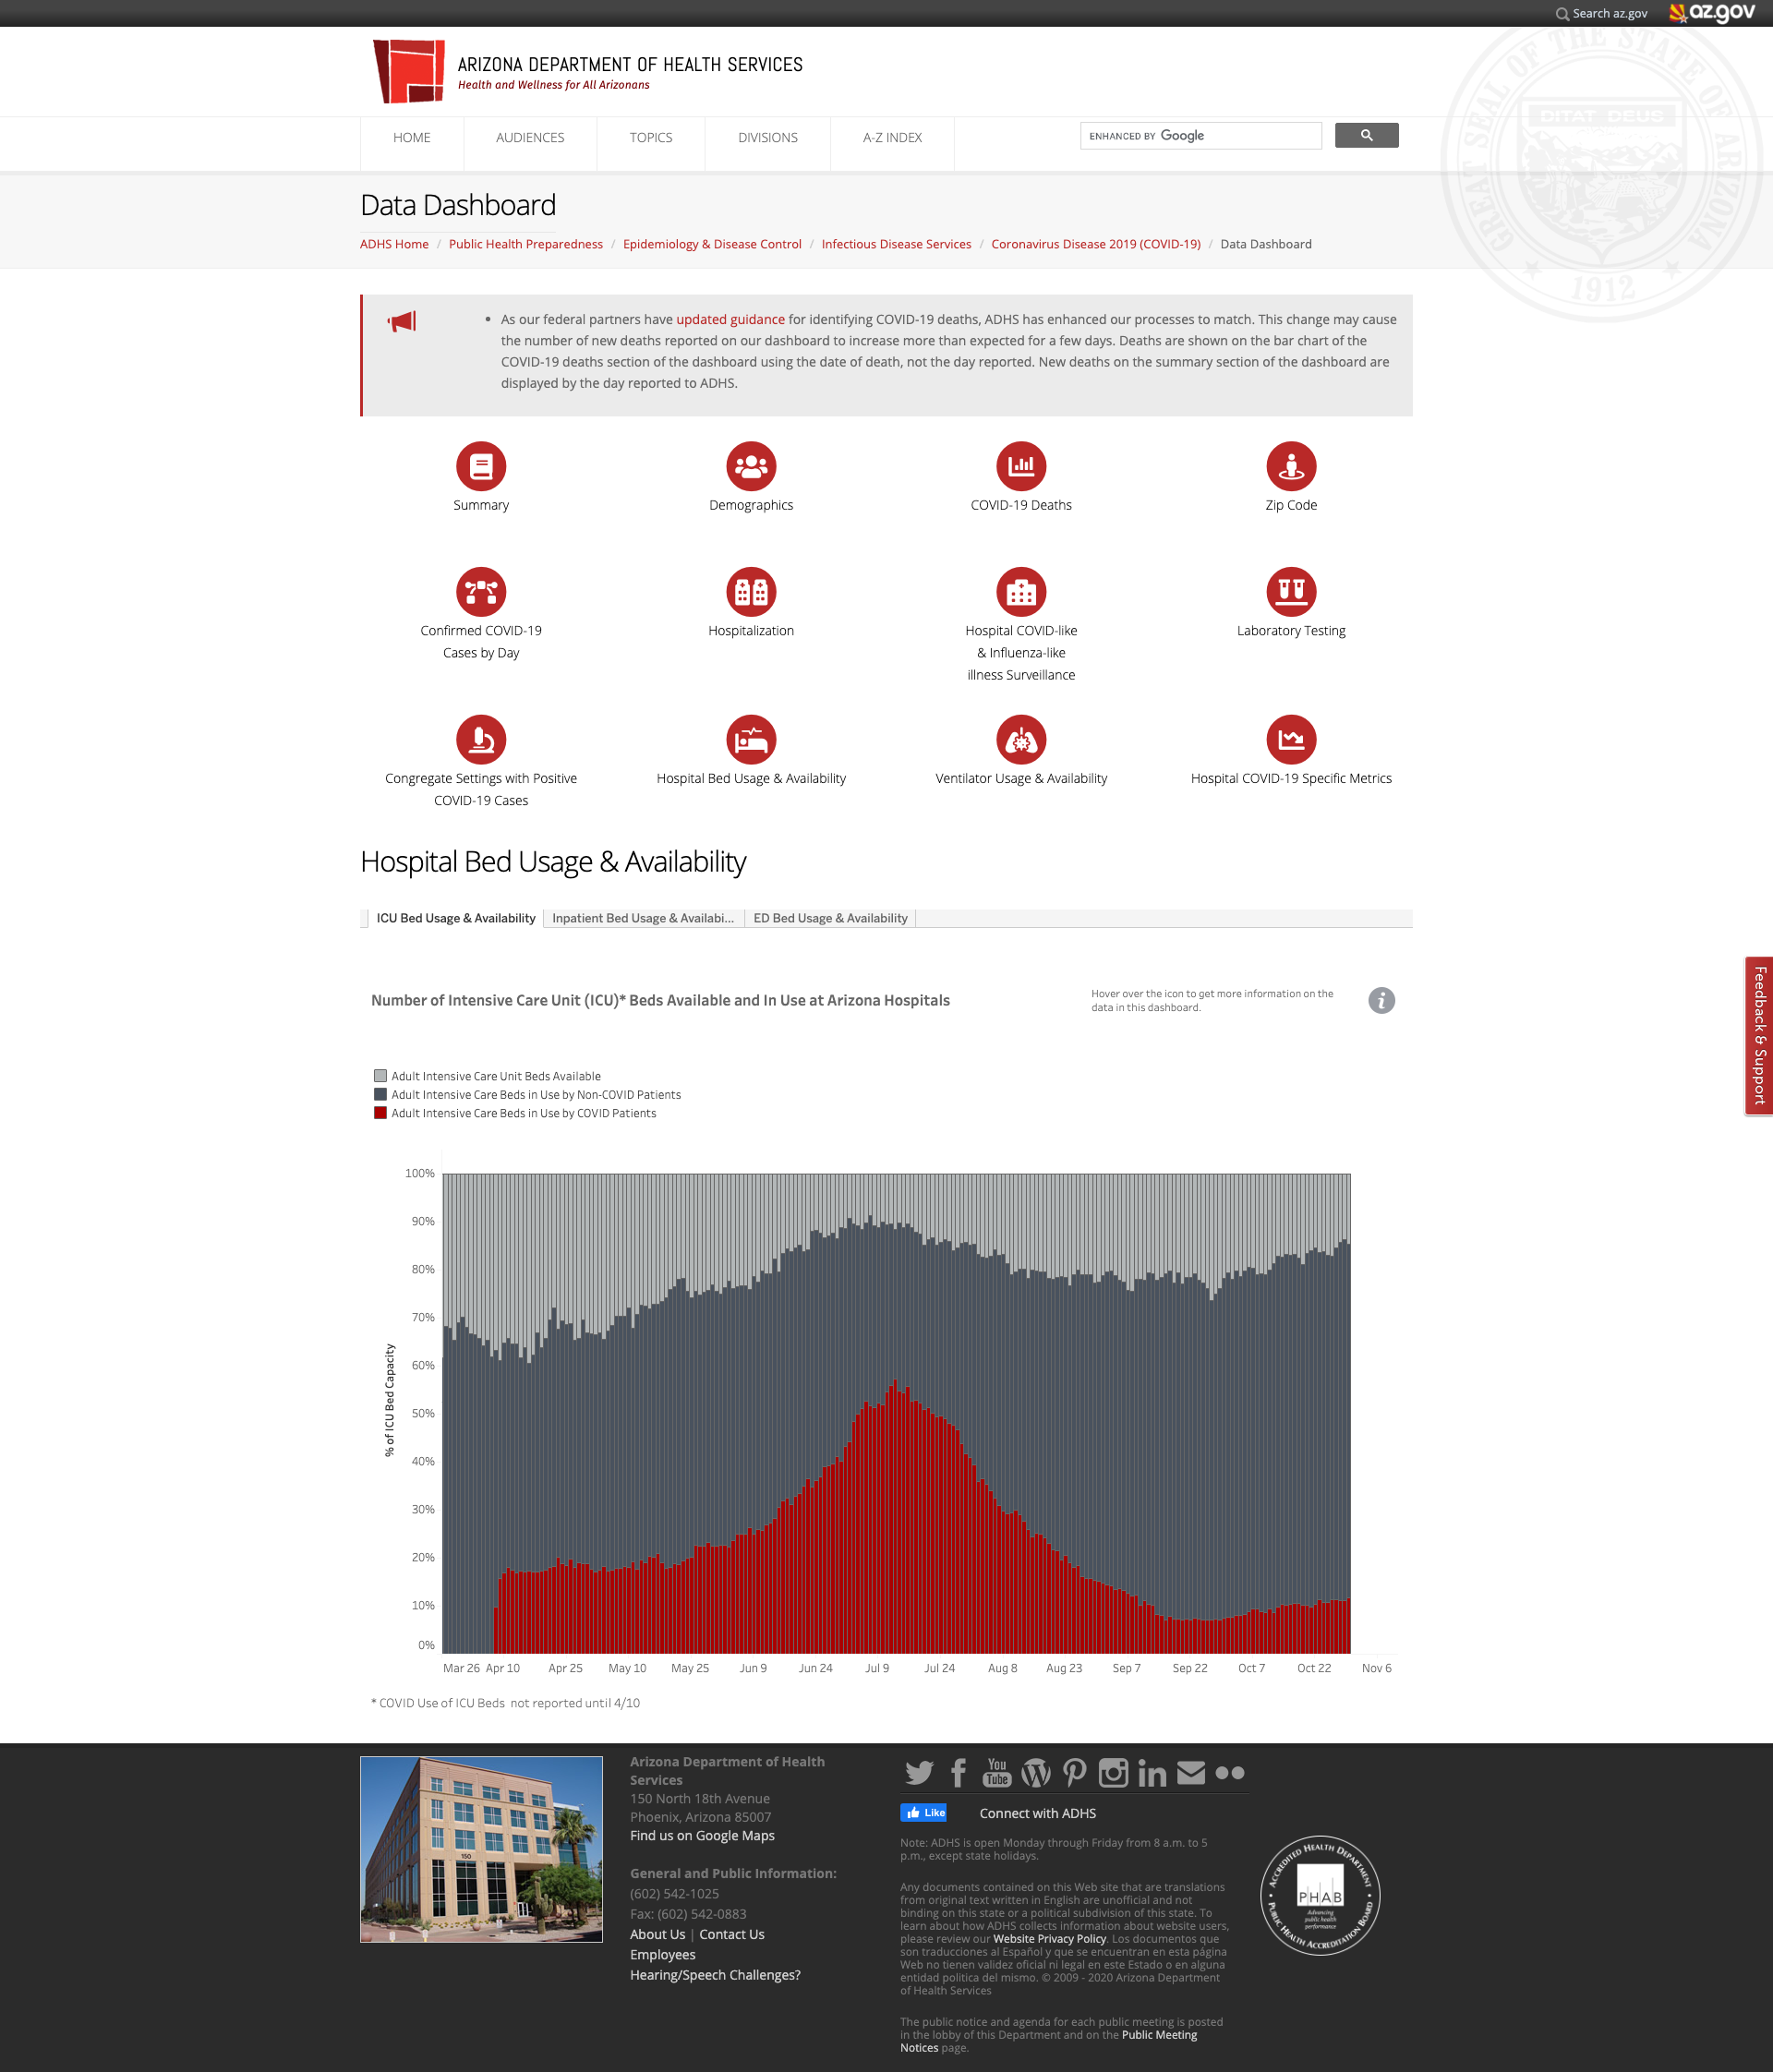 Search az.gov
az.gov
ARIZONA DEPARTMENT OF HEALTH SERVICES
Health and Wellness for All Arizonans
HOME AUDIENCES TOPICS DIVISIONS A-Z INDEX
ENHANCED BY Google
GREAT SEAL OF THE STATE OF ARIZONA
DITAT DEUS
1912
Data Dashboard
ADHS Home / Public Health Preparedness / Epidemiology & Disease Control / Infectious Disease Services / Coronavirus Disease 2019 (COVID-19) / Data Dashboard
• As our federal partners have updated guidance for identifying COVID-19 deaths, ADHS has enhanced our processes to match. This change may cause
the number of new deaths reported on our dashboard to increase more than expected for a few days. Deaths are shown on the bar chart of the
COVID-19 deaths section of the dashboard using the date of death, not the day reported. New deaths on the summary section of the dashboard are
displayed by the day reported to ADHS.
Summary
Demographics
COVID-19 Deaths
Zip Code
Confirmed COVID-19
Cases by Day
Hospitalization
Hospital COVID-like
& Influenza-like
illness Surveillance
Laboratory Testing
Congregate Settings with Positive
COVID-19 Cases
Hospital Bed Usage & Availability
Ventilator Usage & Availability
Hospital COVID-19 Specific Metrics
Hospital Bed Usage & Availability
ICU Bed Usage & Availability
Inpatient Bed Usage & Availabi...
ED Bed Usage & Availability
Feedback & Support
Number of Intensive Care Unit (ICU)* Beds Available and In Use at Arizona Hospitals
Hover over the icon to get more information on the
data in this dashboard.
i
Adult Intensive Care Unit Beds Available
Adult Intensive Care Beds in Use by Non-COVID Patients
Adult Intensive Care Beds in Use by COVID Patients
% of ICU Bed Capacity
100%
90%
80%
70%
60%
50%
40%
30%
20%
10%
0%
Mar 26 Apr 10 Apr 25 May 10 May 25 Jun 9 Jun 24 Jul 9 Jul 24 Aug 8 Aug 23 Sep 7 Sep 22 Oct 7 Oct 22 Nov 6
* COVID Use of ICU Beds not reported until 4/10
150
Arizona Department of Health
Services
150 North 18th Avenue
Phoenix, Arizona 85007
Find us on Google Maps
General and Public Information:
(602) 542-1025
Fax: (602) 542-0883
About Us | Contact Us
Employees
Hearing/Speech Challenges?
You
Tube
Like
Connect with ADHS
Note: ADHS is open Monday through Friday from 8 a.m. to 5
p.m., except state holidays.
Any documents contained on this Web site that are translations
from original text written in English are unofficial and not
binding on this state or a political subdivision of this state. To
learn about how ADHS collects information about website users,
please review our Website Privacy Policy. Los documentos que
son traducciones al Español y que se encuentran en esta página
Web no tienen validez oficial ni legal en este Estado o en alguna
entidad politica del mismo. © 2009 - 2020 Arizona Department
of Health Services
The public notice and agenda for each public meeting is posted
in the lobby of this Department and on the Public Meeting
Notices page.
ACCREDITED HEALTH DEPARTMENT
PHAB
Advancing
public health
performance
PUBLIC HEALTH ACCREDITATION BOARD